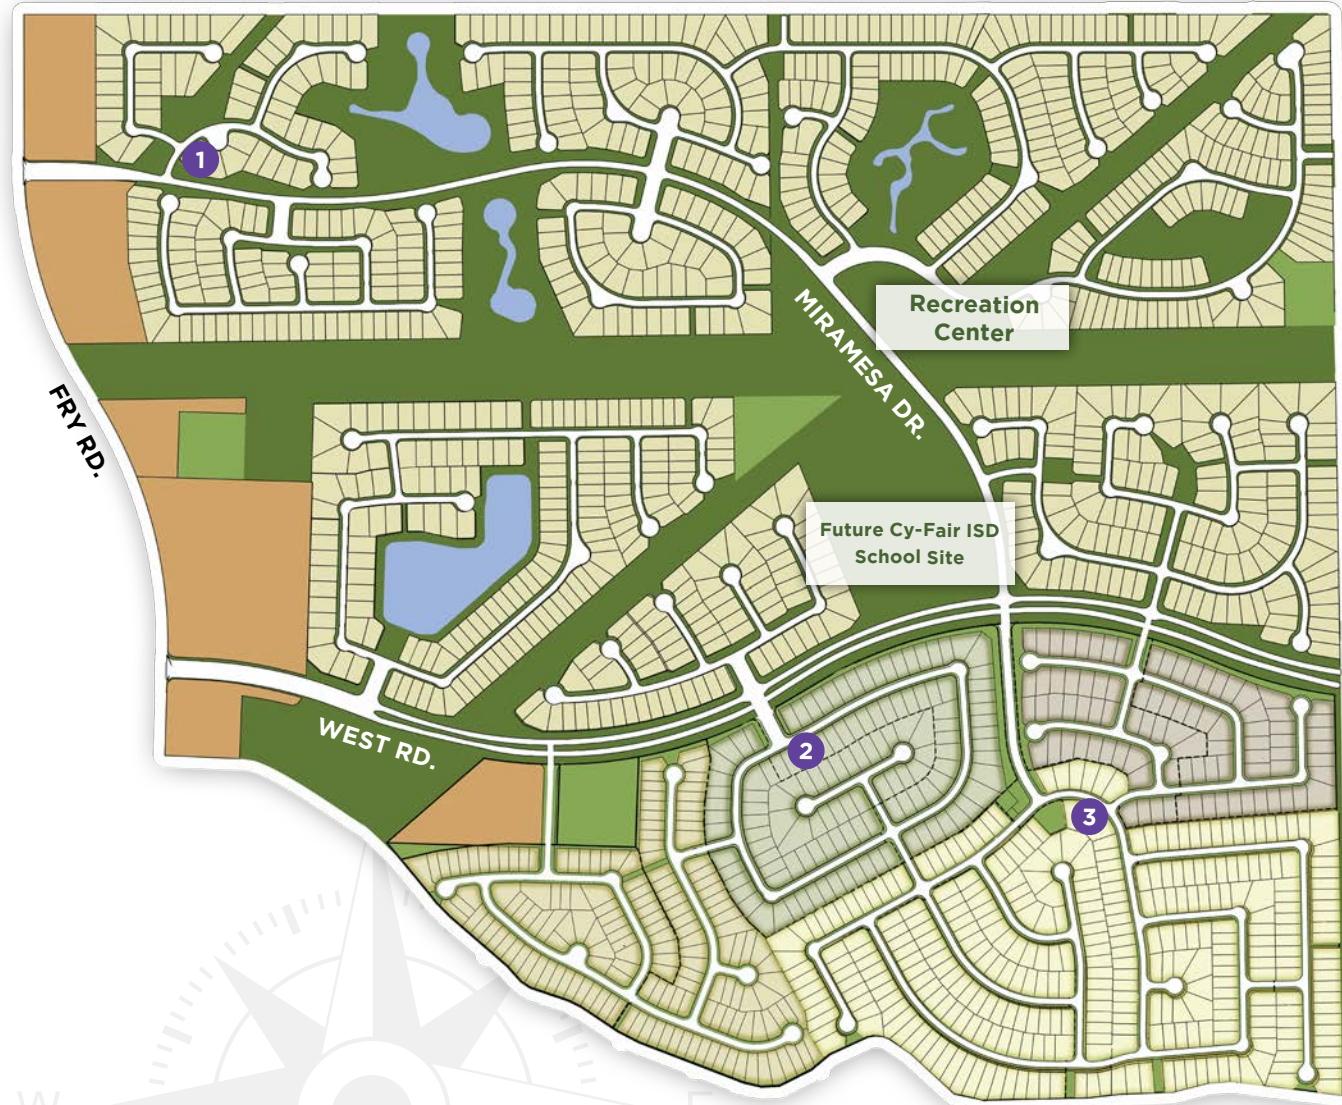 1
Recreation
Center
MIRAMESA DR.
FRY RD.
Future Cy-Fair ISD
School Site
WEST RD.
2
3
W
E